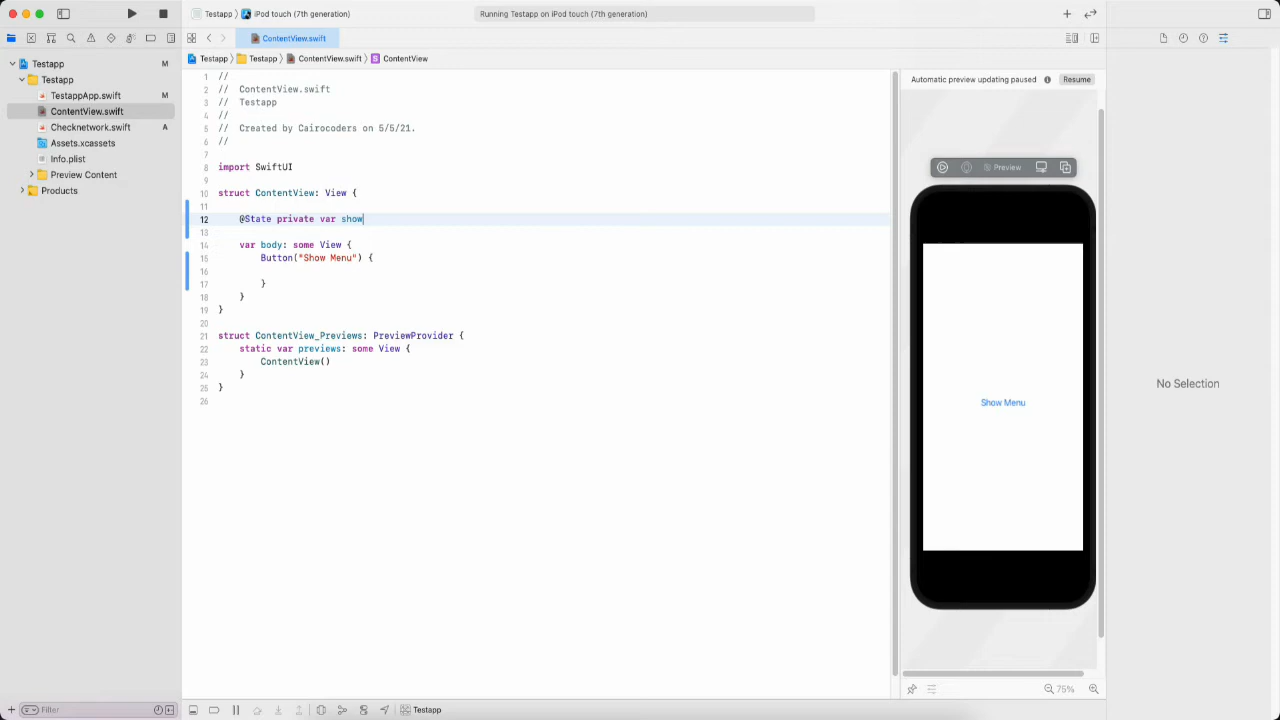 Testapp iPod touch (7th generation)
Running Testapp on iPod touch (7th generation)
ContentView.swift
Testapp Testapp ContentView.swift ContentView
Testapp M
Testapp
TestappApp.swift M
ContentView.swift
Checknetwork.swift A
Assets.xcassets
Info.plist
Preview Content
Products
1 //
2 // ContentView.swift
3 // Testapp
4 //
5 // Created by Cairocoders on 5/5/21.
6 //
7
8 import SwiftUI
9
10 struct ContentView: View {
11
12 @State private var show
13
14 var body: some View {
15 Button("Show Menu") {
16
17 }
18 }
19 }
20
21 struct ContentView_Previews: PreviewProvider {
22 static var previews: some View {
23 ContentView()
24 }
25 }
26
Automatic preview updating paused Resume
Preview
Show Menu
75%
No Selection
Filter
Testapp